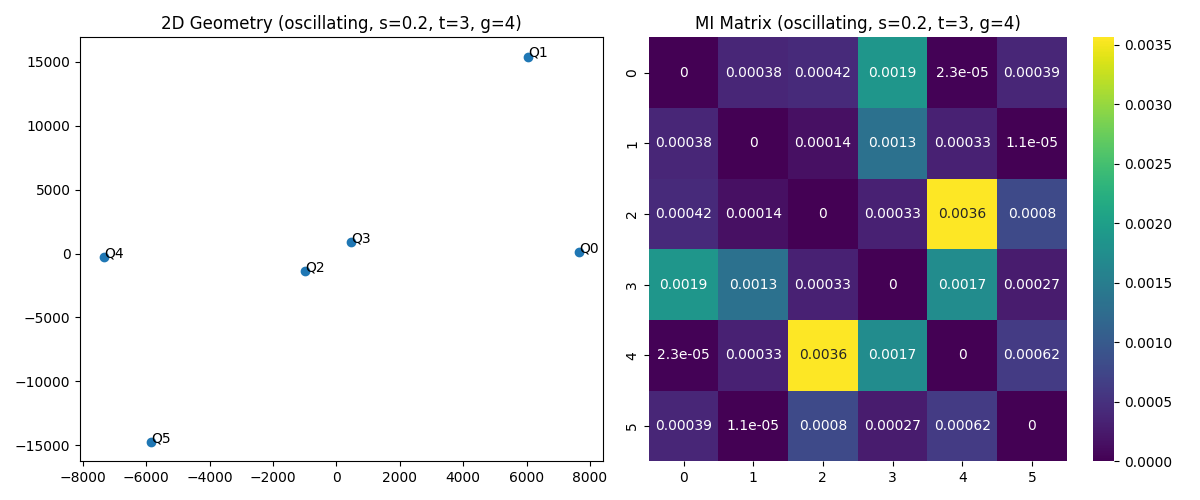 2D Geometry (oscillating, s=0.2, t=3, g=4)
15000
10000
5000
0
−5000
−10000
−15000
−8000 −6000 −4000 −2000 0 2000 4000 6000 8000
Q1
Q3
Q0
Q4
Q2
Q5
MI Matrix (oscillating, s=0.2, t=3, g=4)
0 0 0.00038 0.00042 0.0019 2.3e-05 0.00039
1 0.00038 0 0.00014 0.0013 0.00033 1.1e-05
2 0.00042 0.00014 0 0.00033 0.0036 0.0008
3 0.0019 0.0013 0.00033 0 0.0017 0.00027
4 2.3e-05 0.00033 0.0036 0.0017 0 0.00062
5 0.00039 1.1e-05 0.0008 0.00027 0.00062 0
0 1 2 3 4 5
0.0035
0.0030
0.0025
0.0020
0.0015
0.0010
0.0005
0.0000